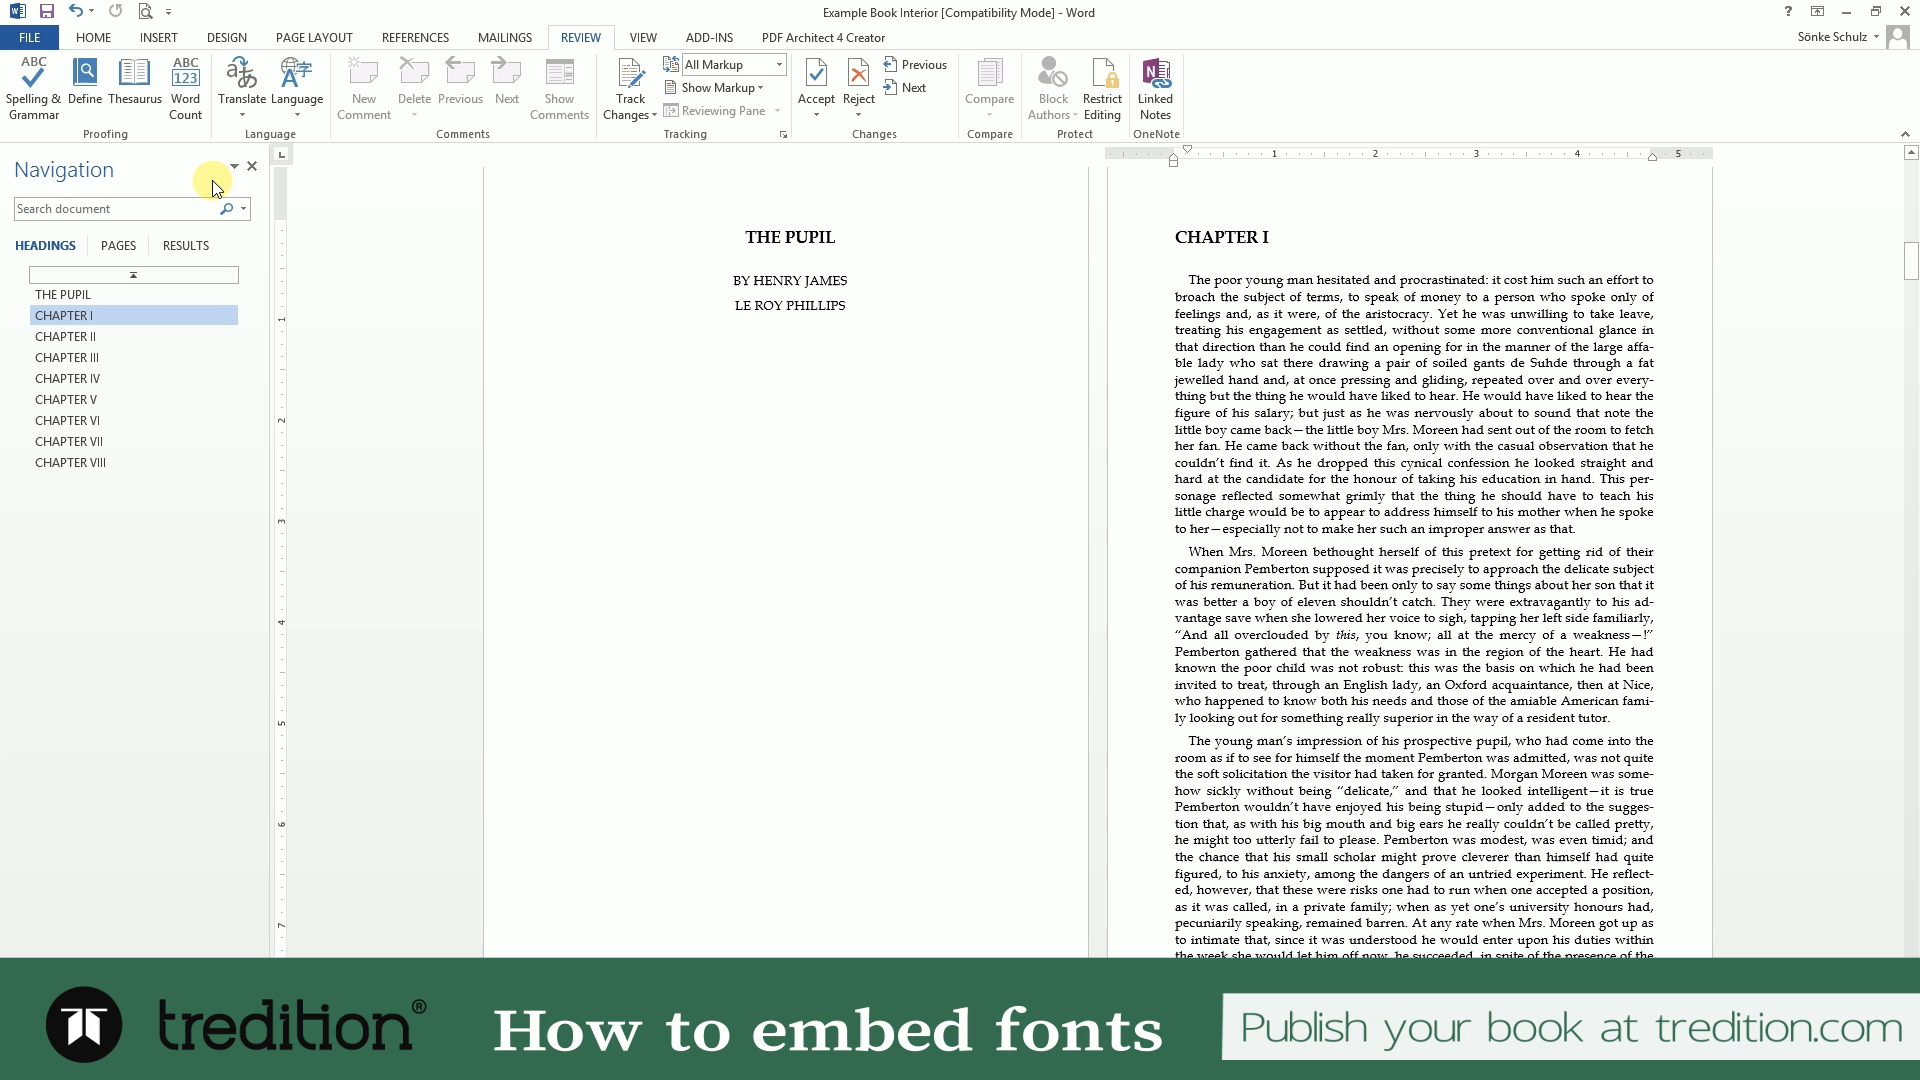 Example Book Interior [Compatibility Mode] - Word
?
FILE HOME INSERT DESIGN PAGE LAYOUT REFERENCES MAILINGS REVIEW VIEW ADD-INS PDF Architect 4 Creator
Sönke Schulz
Spelling & Grammar
Define
Thesaurus
Word Count
Translate
Language
New Comment
Delete
Previous
Next
Show Comments
Track Changes
All Markup
Show Markup
Reviewing Pane
Accept
Reject
Previous
Next
Compare
Block Authors
Restrict Editing
Linked Notes
Proofing Language Comments Tracking Changes Compare Protect OneNote
Navigation
Search document
HEADINGS PAGES RESULTS
THE PUPIL
CHAPTER I
CHAPTER II
CHAPTER III
CHAPTER IV
CHAPTER V
CHAPTER VI
CHAPTER VII
CHAPTER VIII
1 2 3 4 5
1
2
3
4
5
6
7
THE PUPIL
BY HENRY JAMES
LE ROY PHILLIPS
CHAPTER I
The poor young man hesitated and procrastinated: it cost him such an effort to
broach the subject of terms, to speak of money to a person who spoke only of
feelings and, as it were, of the aristocracy. Yet he was unwilling to take leave,
treating his engagement as settled, without some more conventional glance in
that direction than he could find an opening for in the manner of the large affa-
ble lady who sat there drawing a pair of soiled gants de Suhde through a fat
jewelled hand and, at once pressing and gliding, repeated over and over every-
thing but the thing he would have liked to hear. He would have liked to hear the
figure of his salary; but just as he was nervously about to sound that note the
little boy came back—the little boy Mrs. Moreen had sent out of the room to fetch
her fan. He came back without the fan, only with the casual observation that he
couldn't find it. As he dropped this cynical confession he looked straight and
hard at the candidate for the honour of taking his education in hand. This per-
sonage reflected somewhat grimly that the thing he should have to teach his
little charge would be to appear to address himself to his mother when he spoke
to her—especially not to make her such an improper answer as that.
When Mrs. Moreen bethought herself of this pretext for getting rid of their
companion Pemberton supposed it was precisely to approach the delicate subject
of his remuneration. But it had been only to say some things about her son that it
was better a boy of eleven shouldn't catch. They were extravagantly to his ad-
vantage save when she lowered her voice to sigh, tapping her left side familiarly,
"And all overclouded by this, you know; all at the mercy of a weakness—!"
Pemberton gathered that the weakness was in the region of the heart. He had
known the poor child was not robust: this was the basis on which he had been
invited to treat, through an English lady, an Oxford acquaintance, then at Nice,
who happened to know both his needs and those of the amiable American fami-
ly looking out for something really superior in the way of a resident tutor.
The young man's impression of his prospective pupil, who had come into the
room as if to see for himself the moment Pemberton was admitted, was not quite
the soft solicitation the visitor had taken for granted. Morgan Moreen was some-
how sickly without being "delicate," and that he looked intelligent—it is true
Pemberton wouldn't have enjoyed his being stupid—only added to the sugges-
tion that, as with his big mouth and big ears he really couldn't be called pretty,
he might too utterly fail to please. Pemberton was modest, was even timid; and
the chance that his small scholar might prove cleverer than himself had quite
figured, to his anxiety, among the dangers of an untried experiment. He reflect-
ed, however, that these were risks one had to run when one accepted a position,
as it was called, in a private family; when as yet one's university honours had,
pecuniarily speaking, remained barren. At any rate when Mrs. Moreen got up as
to intimate that, since it was understood he would enter upon his duties within
the week she would let him off now, he succeeded, in spite of the presence of the
tredition®
How to embed fonts
Publish your book at tredition.com